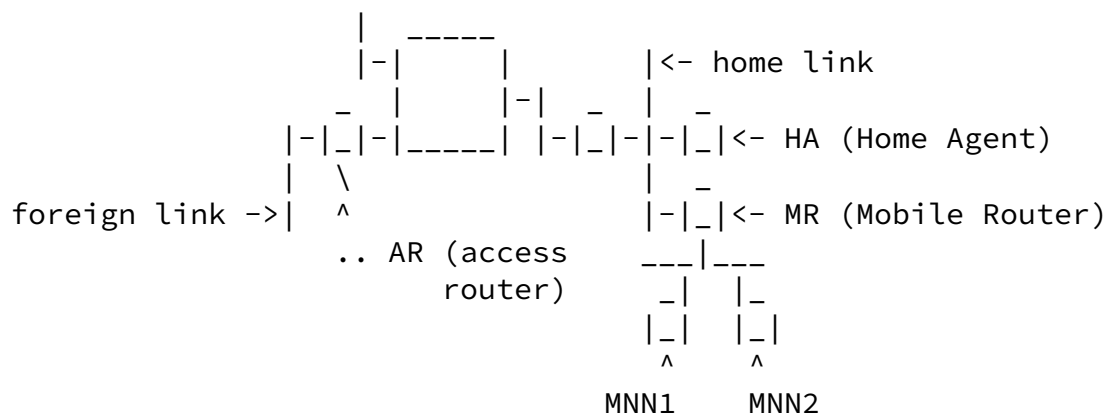 <- home link
<- HA (Home Agent)
foreign link ->
<- MR (Mobile Router)
.. AR (access
router)
MNN1 MNN2